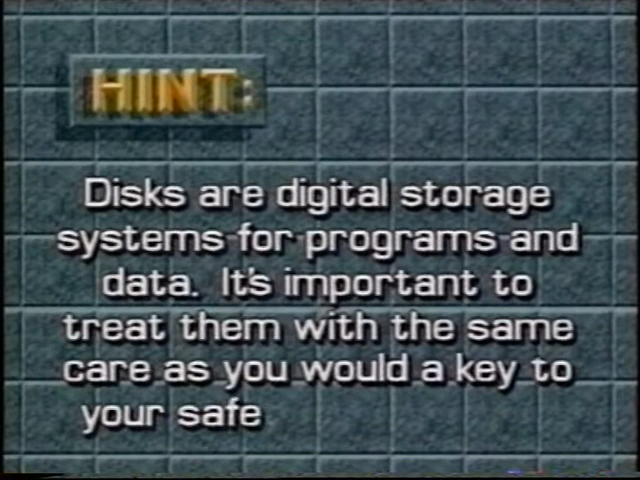 HINT:
Disks are digital storage
systems for programs and
data. It's important to
treat them with the same
care as you would a key to
your safe